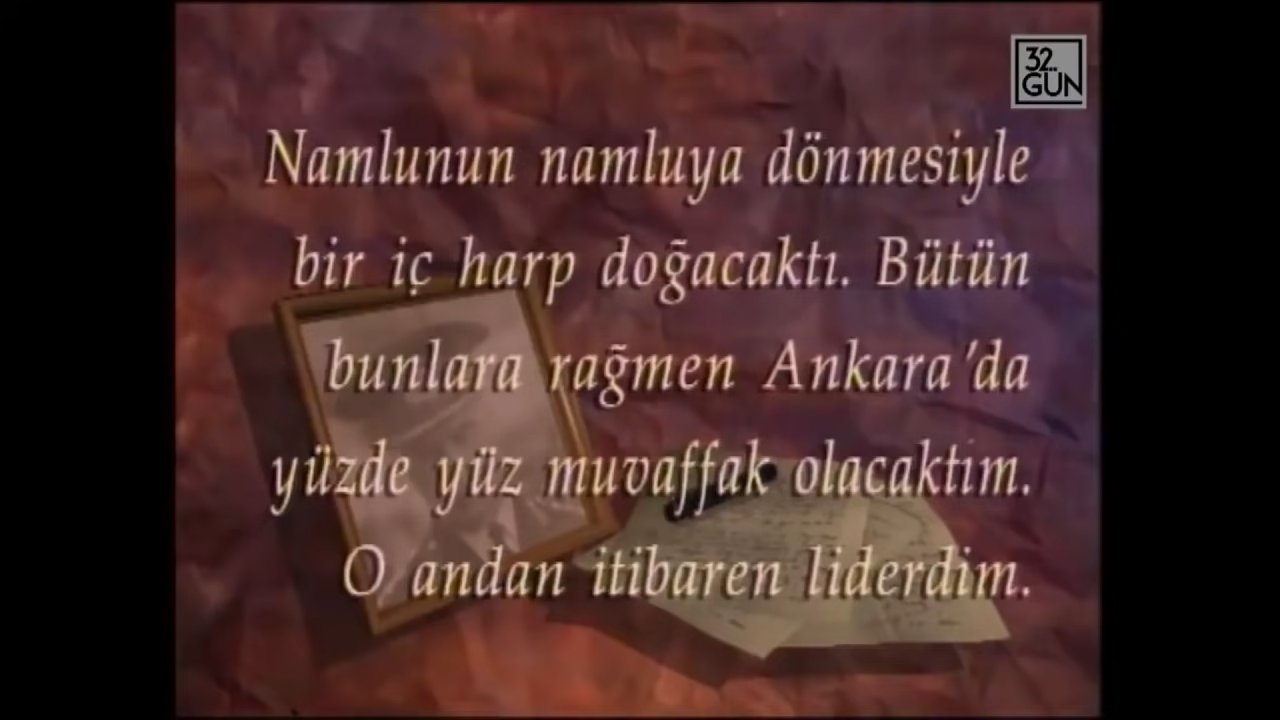 32.
GÜN
Namlunun namluya dönmesiyle
bir iç harp doğacaktı. Bütün
bunlara rağmen Ankara'da
yüzde yüz muvaffak olacaktim.
O andan itibaren liderdim.